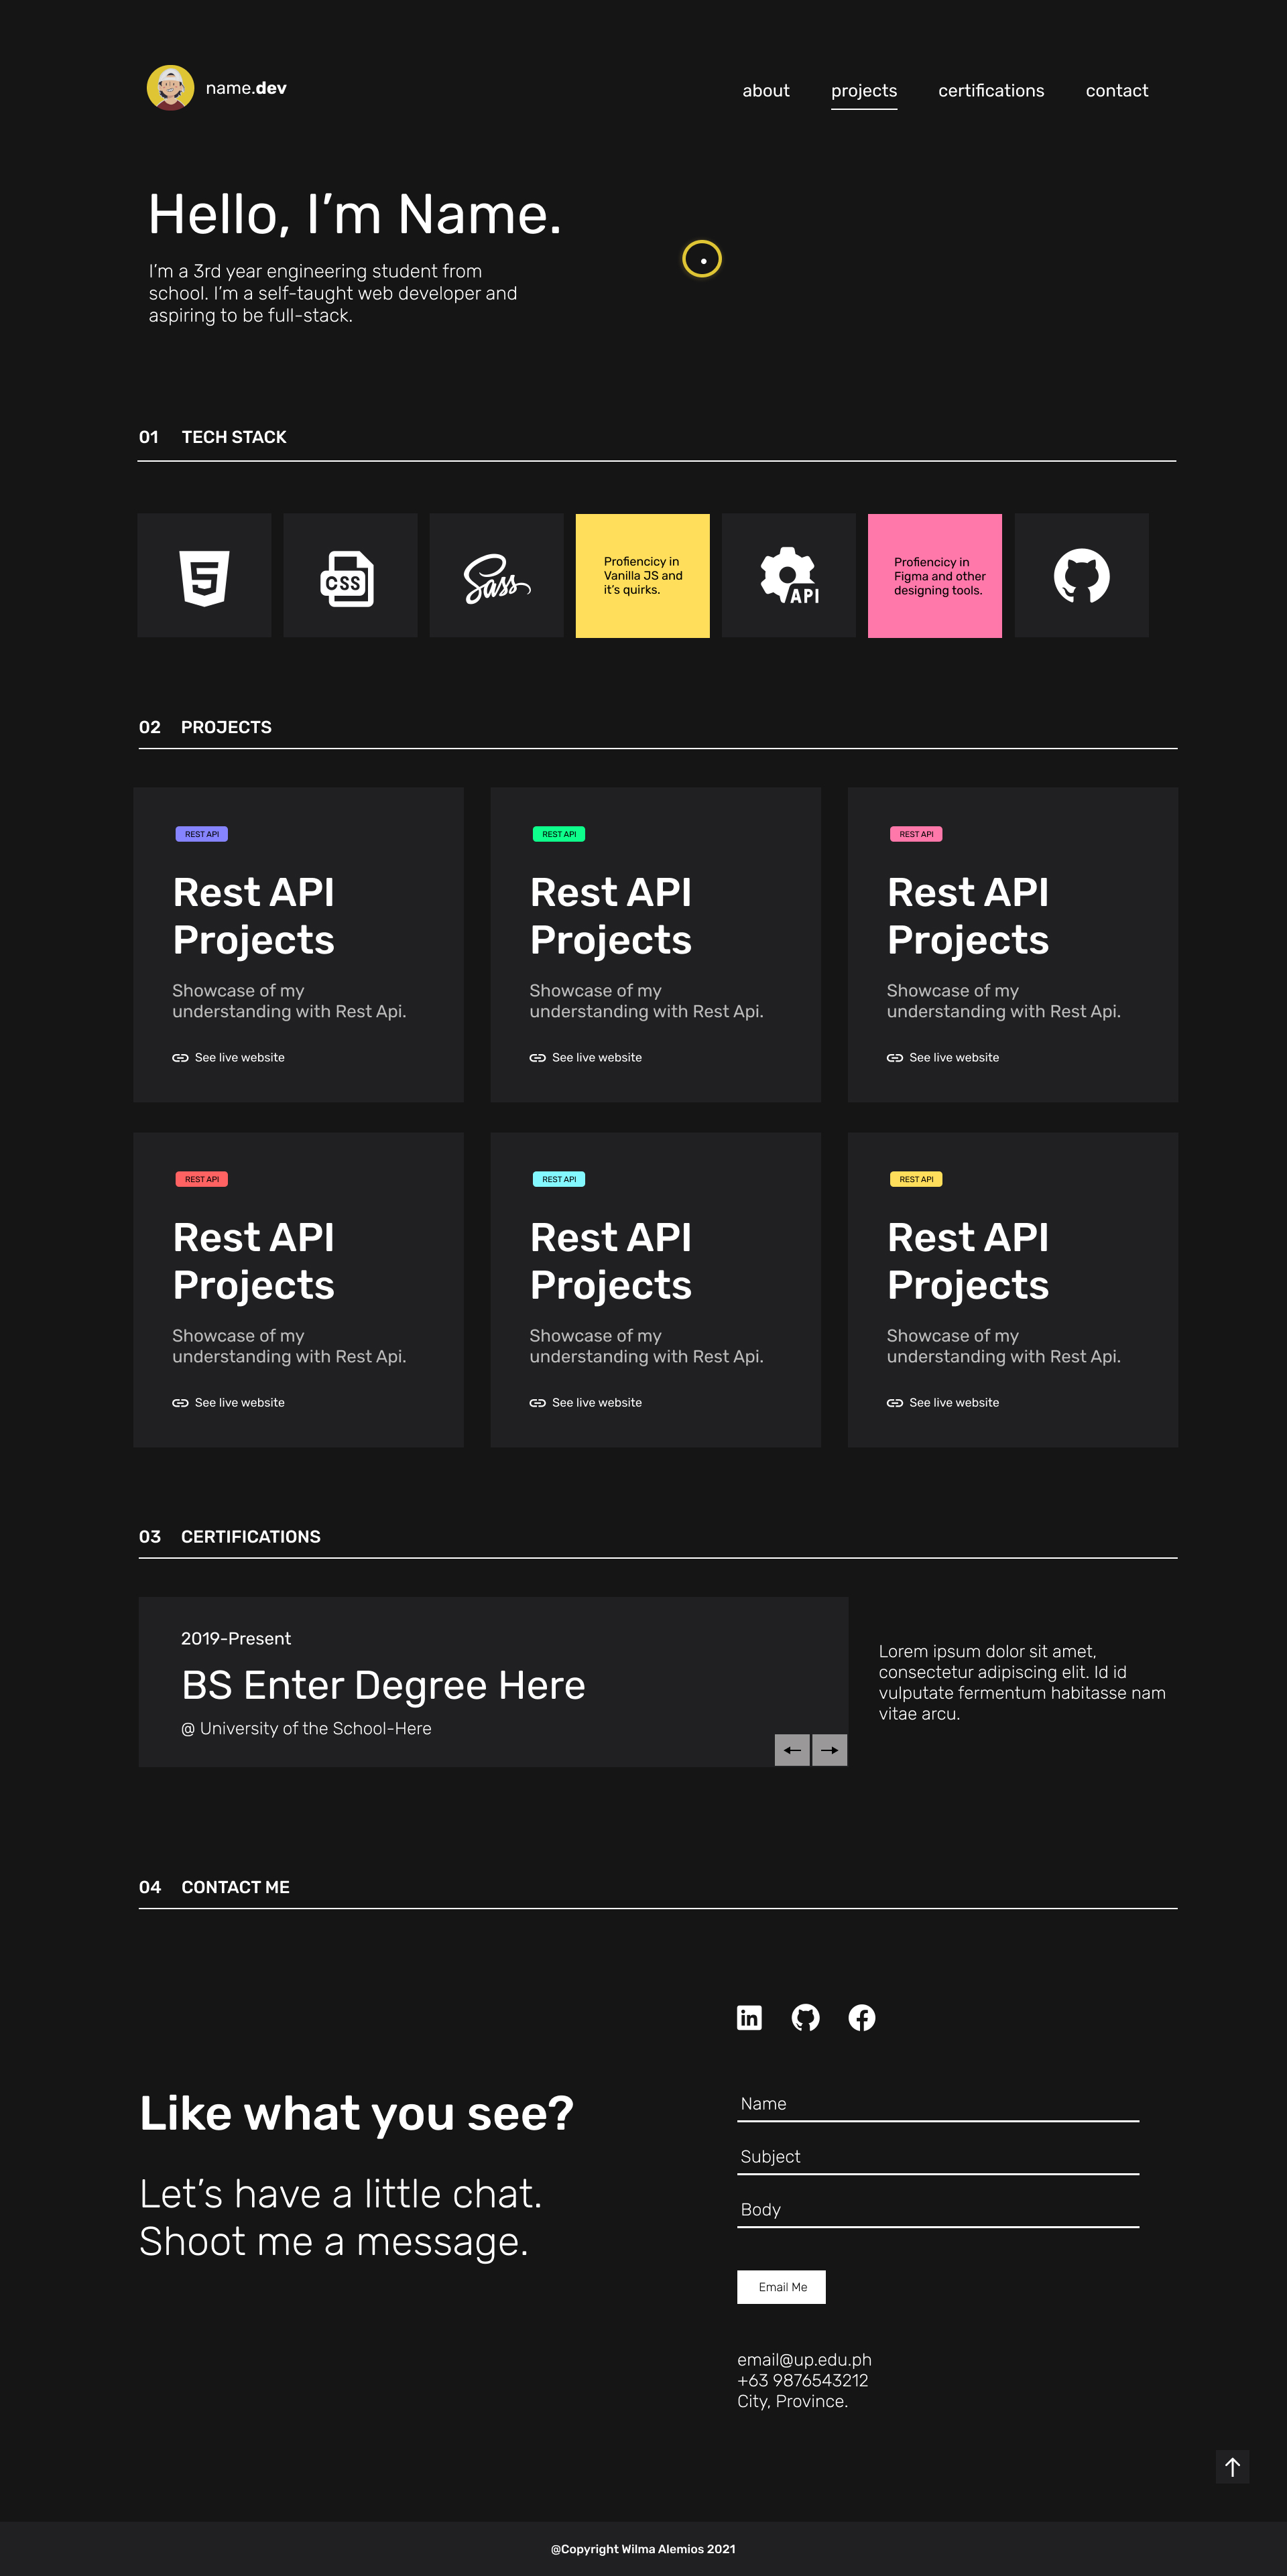 name.dev
about projects certifications contact
Hello, I’m Name.
I’m a 3rd year engineering student from
school. I’m a self-taught web developer and
aspiring to be full-stack.
01 TECH STACK
5
CSS
Sass
Profiencicy in
Vanilla JS and
it’s quirks.
API
Profiencicy in
Figma and other
designing tools.
02 PROJECTS
REST API
Rest API
Projects
Showcase of my
understanding with Rest Api.
See live website
REST API
Rest API
Projects
Showcase of my
understanding with Rest Api.
See live website
REST API
Rest API
Projects
Showcase of my
understanding with Rest Api.
See live website
REST API
Rest API
Projects
Showcase of my
understanding with Rest Api.
See live website
REST API
Rest API
Projects
Showcase of my
understanding with Rest Api.
See live website
REST API
Rest API
Projects
Showcase of my
understanding with Rest Api.
See live website
03 CERTIFICATIONS
2019-Present
BS Enter Degree Here
@ University of the School-Here
Lorem ipsum dolor sit amet,
consectetur adipiscing elit. Id id
vulputate fermentum habitasse nam
vitae arcu.
04 CONTACT ME
in
f
Like what you see?
Let’s have a little chat.
Shoot me a message.
Name
Subject
Body
Email Me
email@up.edu.ph
+63 9876543212
City, Province.
@Copyright Wilma Alemios 2021